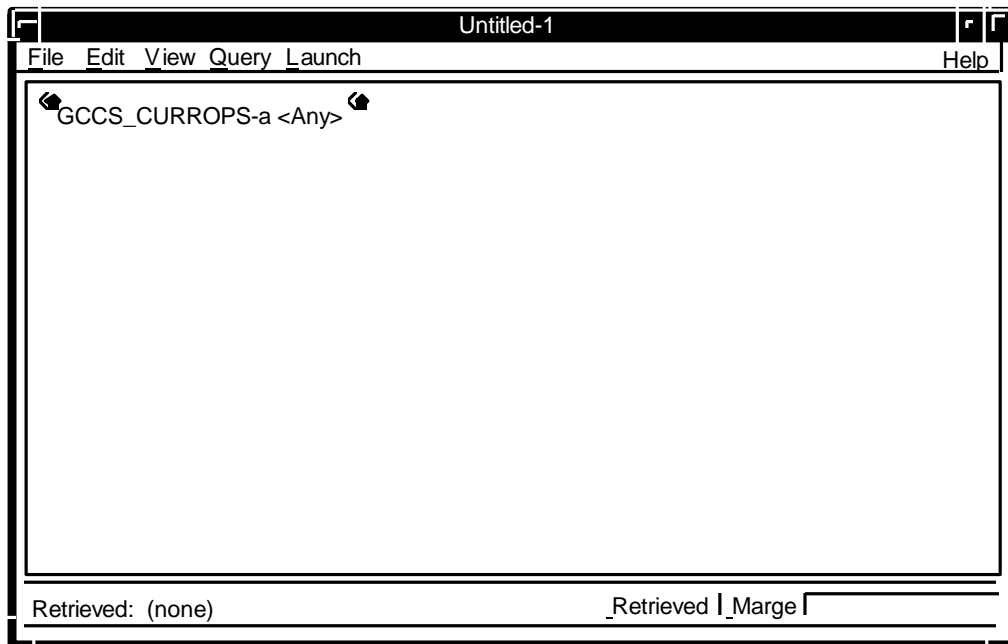 Untitled-1
File Edit View Query Launch Help
GCCS_CURROPS-a <Any>
Retrieved: (none) Retrieved Marge